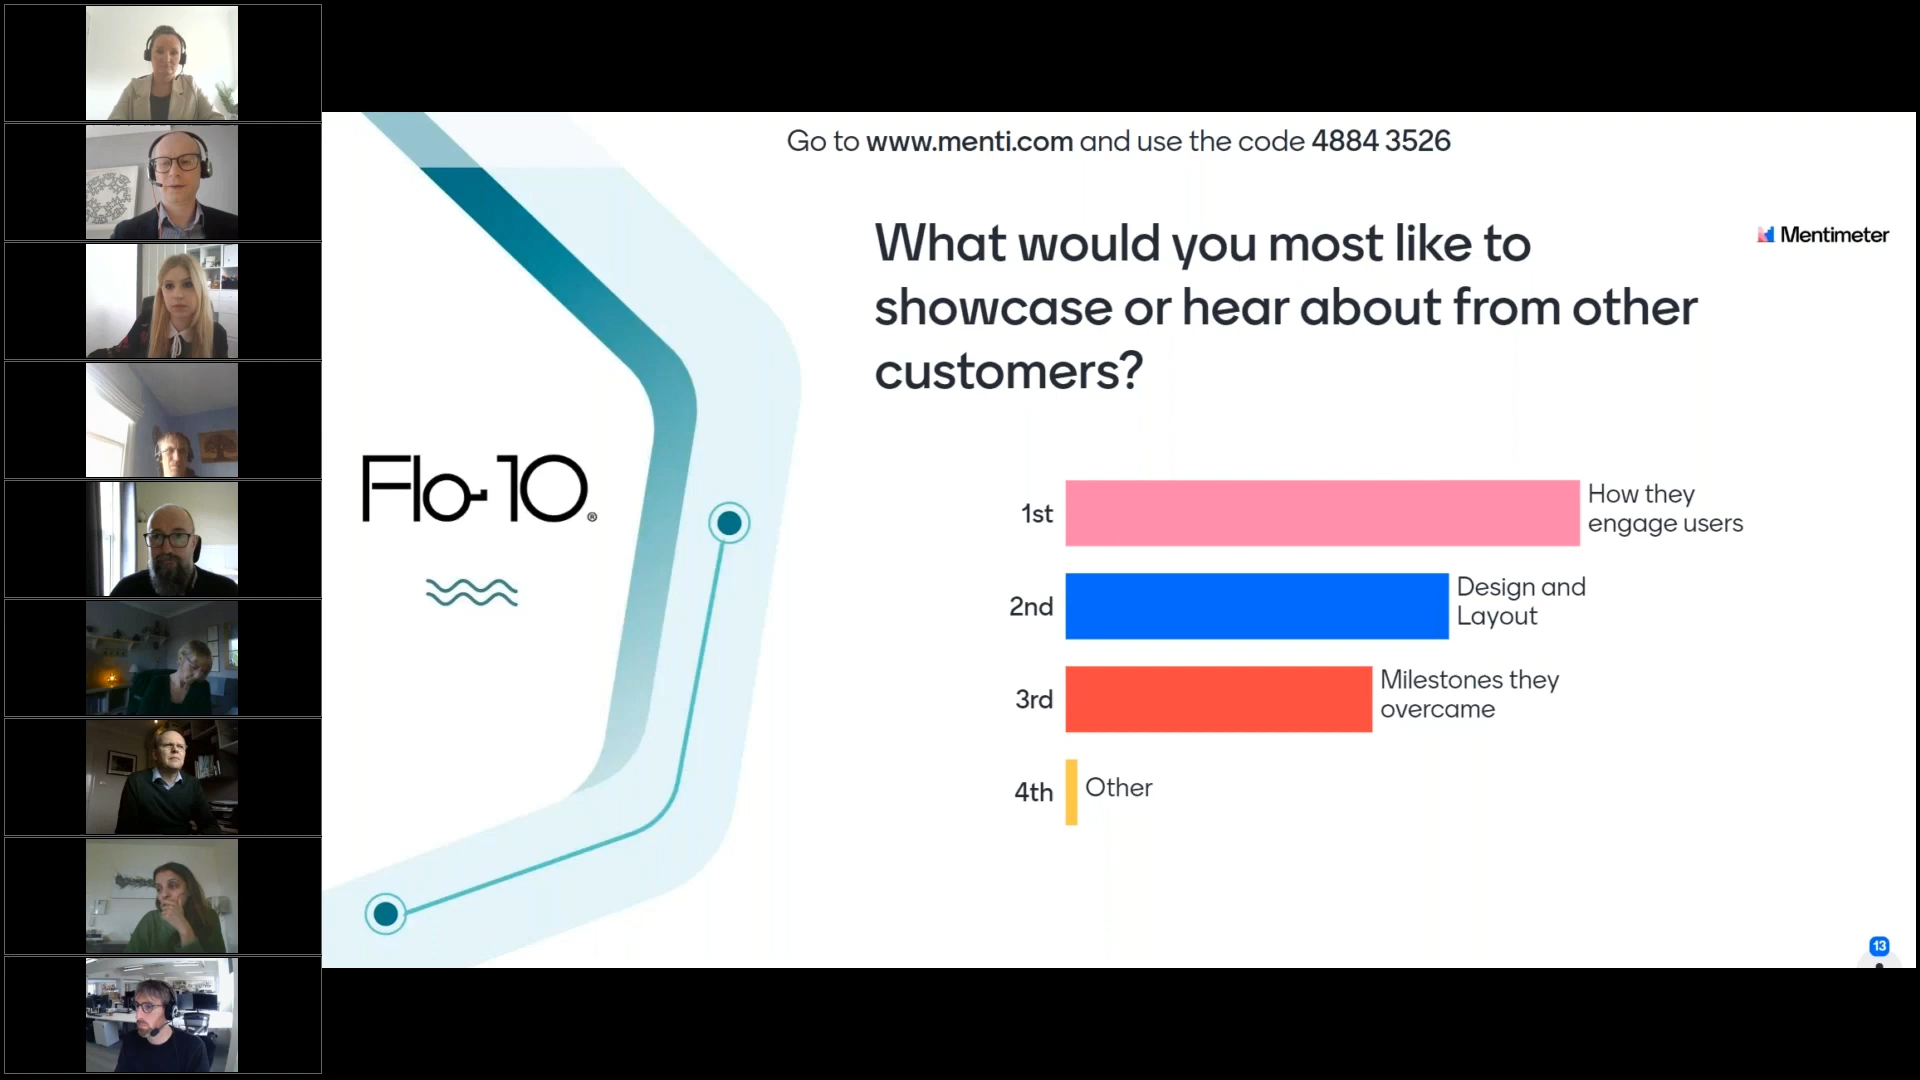 Go to www.menti.com and use the code 4884 3526
Mentimeter
What would you most like to
showcase or hear about from other
customers?
Flo-10®
1st
How they
engage users
2nd
Design and
Layout
3rd
Milestones they
overcame
4th
Other
13